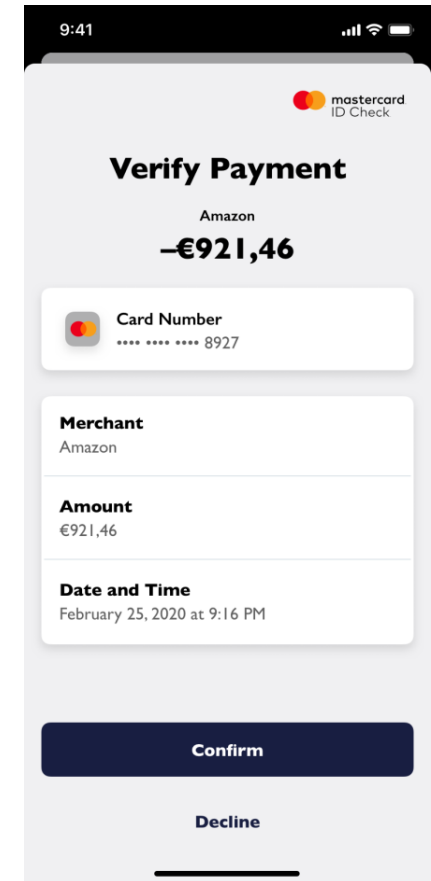 9:41
mastercard
ID Check
Verify Payment
Amazon
–€921,46
Card Number
•••• •••• •••• 8927
Merchant
Amazon
Amount
€921,46
Date and Time
February 25, 2020 at 9:16 PM
Confirm
Decline